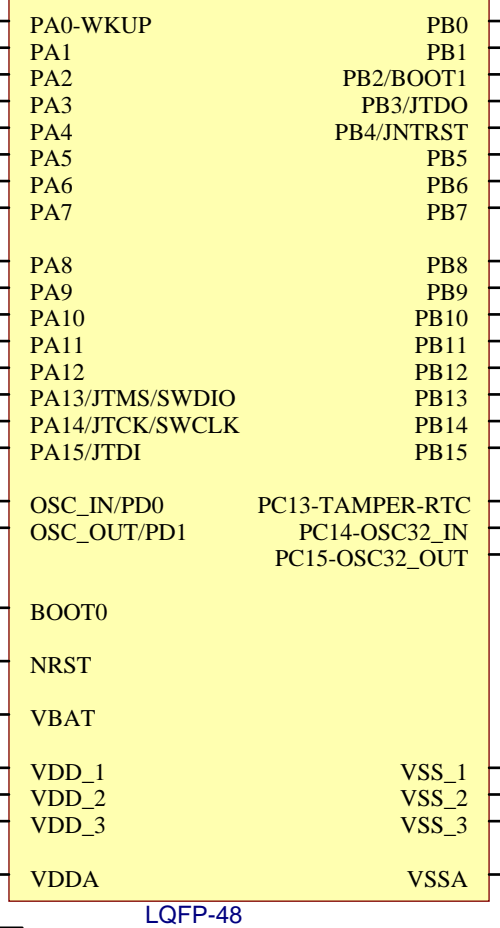 PA0-WKUP PB0
PA1 PB1
PA2 PB2/BOOT1
PA3 PB3/JTDO
PA4 PB4/JNTRST
PA5 PB5
PA6 PB6
PA7 PB7
PA8 PB8
PA9 PB9
PA10 PB10
PA11 PB11
PA12 PB12
PA13/JTMS/SWDIO PB13
PA14/JTCK/SWCLK PB14
PA15/JTDI PB15
OSC_IN/PD0 PC13-TAMPER-RTC
OSC_OUT/PD1 PC14-OSC32_IN
PC15-OSC32_OUT
BOOT0
NRST
VBAT
VDD_1 VSS_1
VDD_2 VSS_2
VDD_3 VSS_3
VDDA VSSA
LQFP-48